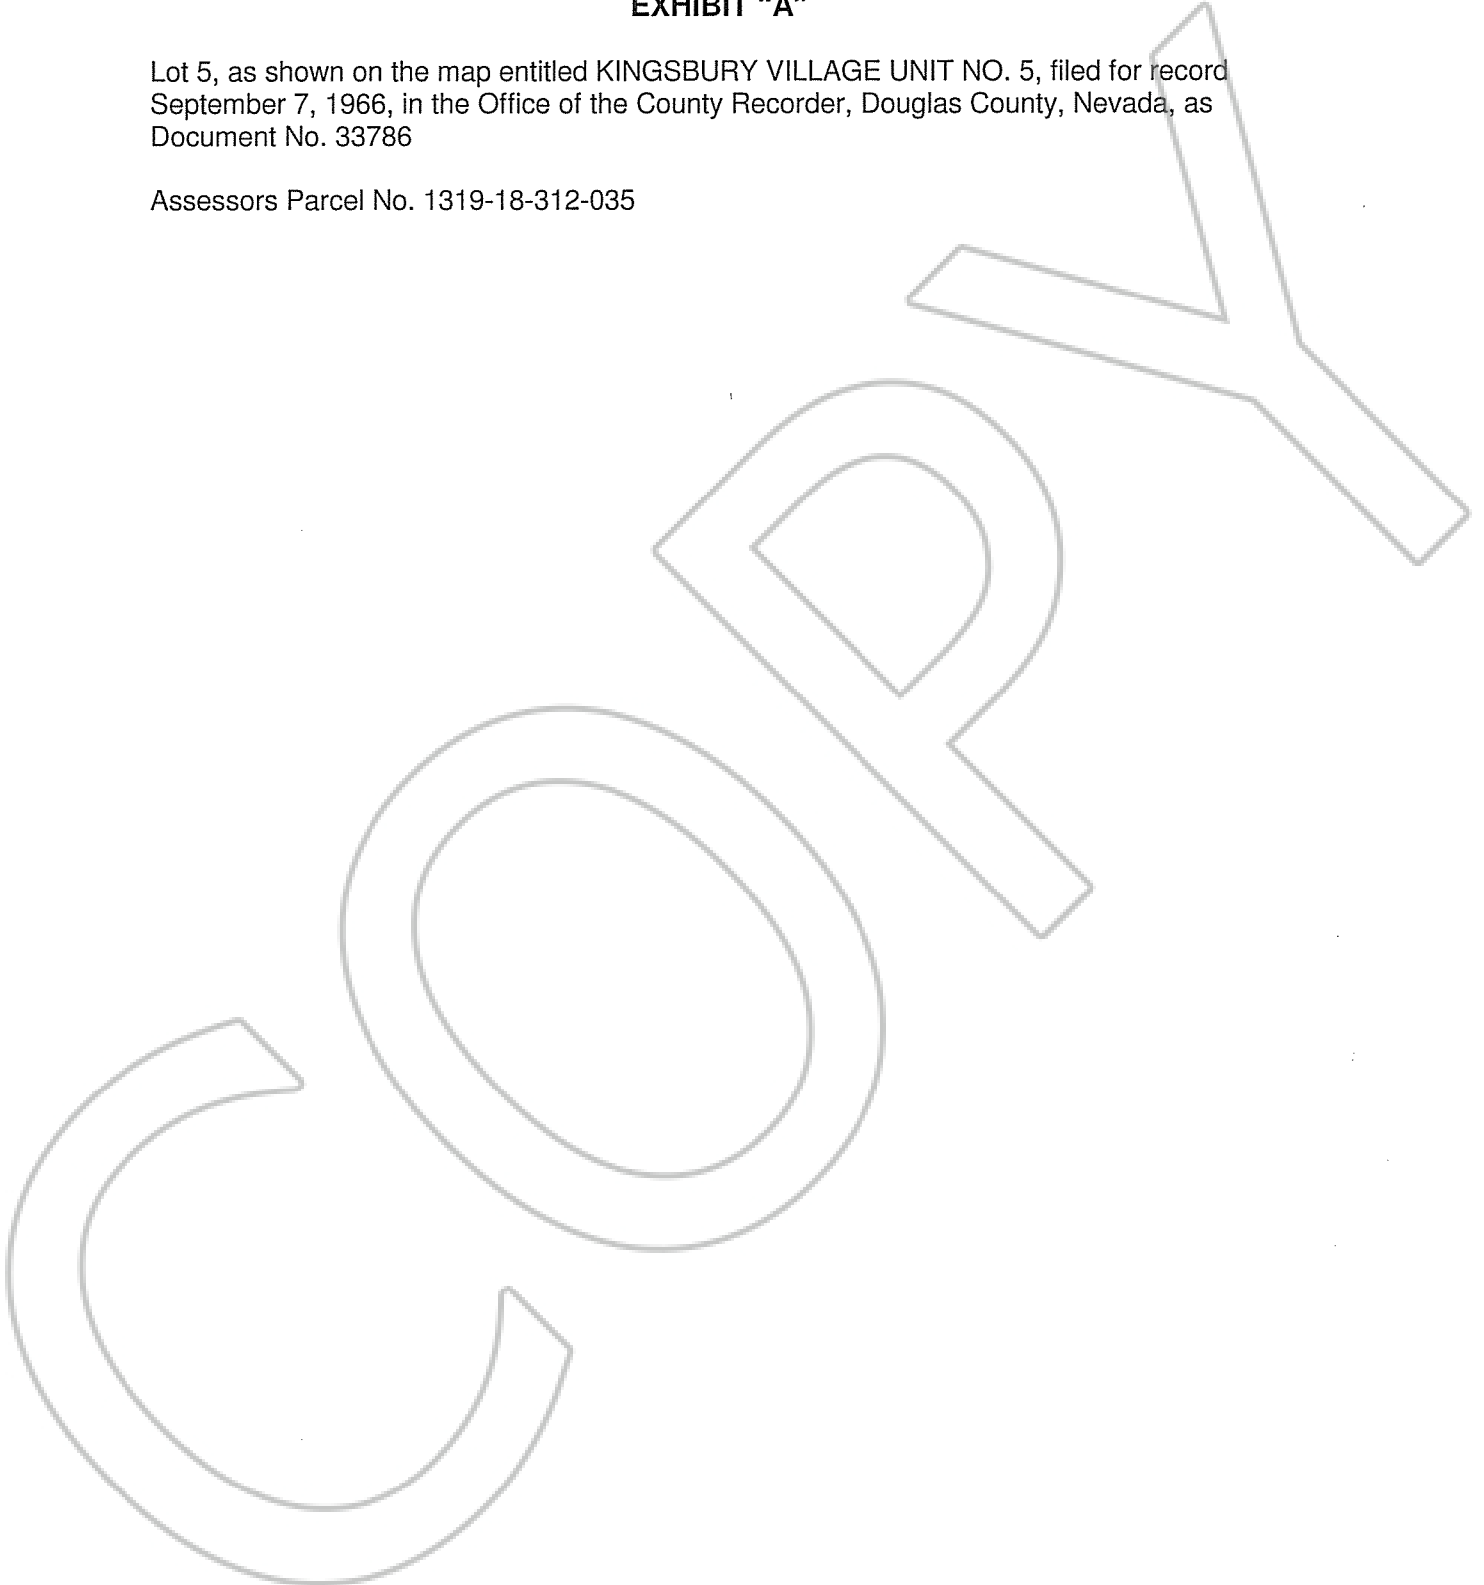 EXHIBIT "A"
Lot 5, as shown on the map entitled KINGSBURY VILLAGE UNIT NO. 5, filed for record
September 7, 1966, in the Office of the County Recorder, Douglas County, Nevada, as
Document No. 33786
Assessors Parcel No. 1319-18-312-035
COPY